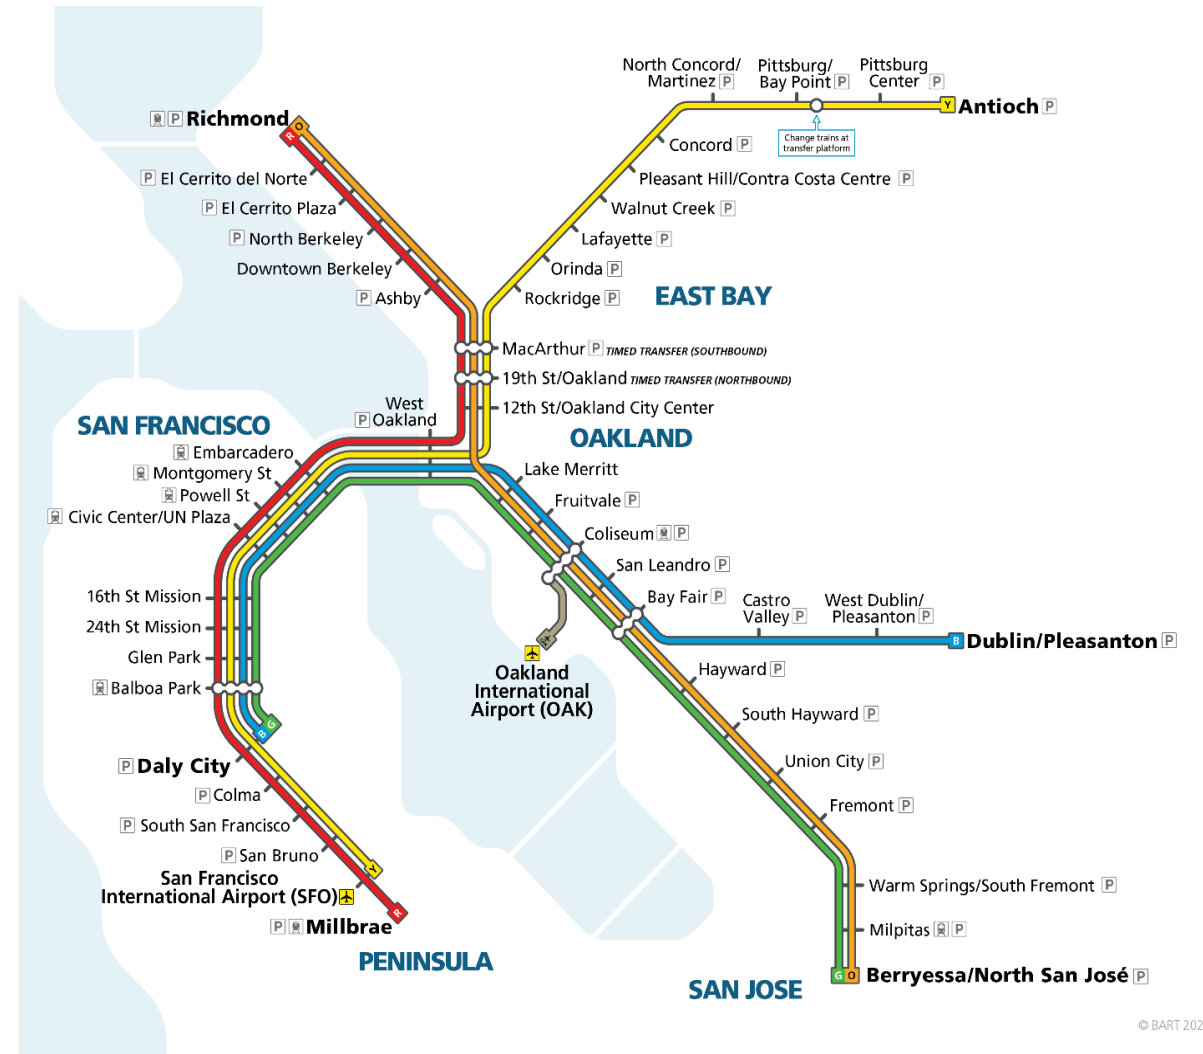 North Concord/
Martinez P
Pittsburg/
Bay Point P
Pittsburg
Center P
Y
Antioch P
Change trains at
transfer platform
P Richmond
R
O
P El Cerrito del Norte
P El Cerrito Plaza
P North Berkeley
Downtown Berkeley
P Ashby
Concord P
Pleasant Hill/Contra Costa Centre P
Walnut Creek P
Lafayette P
Orinda P
Rockridge P
EAST BAY
MacArthur P TIMED TRANSFER (SOUTHBOUND)
19th St/Oakland TIMED TRANSFER (NORTHBOUND)
12th St/Oakland City Center
West
P Oakland
SAN FRANCISCO
OAKLAND
Embarcadero
Montgomery St
Powell St
Civic Center/UN Plaza
Lake Merritt
Fruitvale P
Coliseum P
San Leandro P
Bay Fair P
Castro
Valley P
West Dublin/
Pleasanton P
B
Dublin/Pleasanton P
16th St Mission
24th St Mission
Glen Park
Balboa Park
B
G
Oakland
International
Airport (OAK)
Hayward P
South Hayward P
Union City P
Fremont P
P Daly City
P Colma
P South San Francisco
P San Bruno
Y
San Francisco
International Airport (SFO)
R
P Millbrae
PENINSULA
Warm Springs/South Fremont P
Milpitas P
G
O
Berryessa/North San José P
SAN JOSE
© BART 202